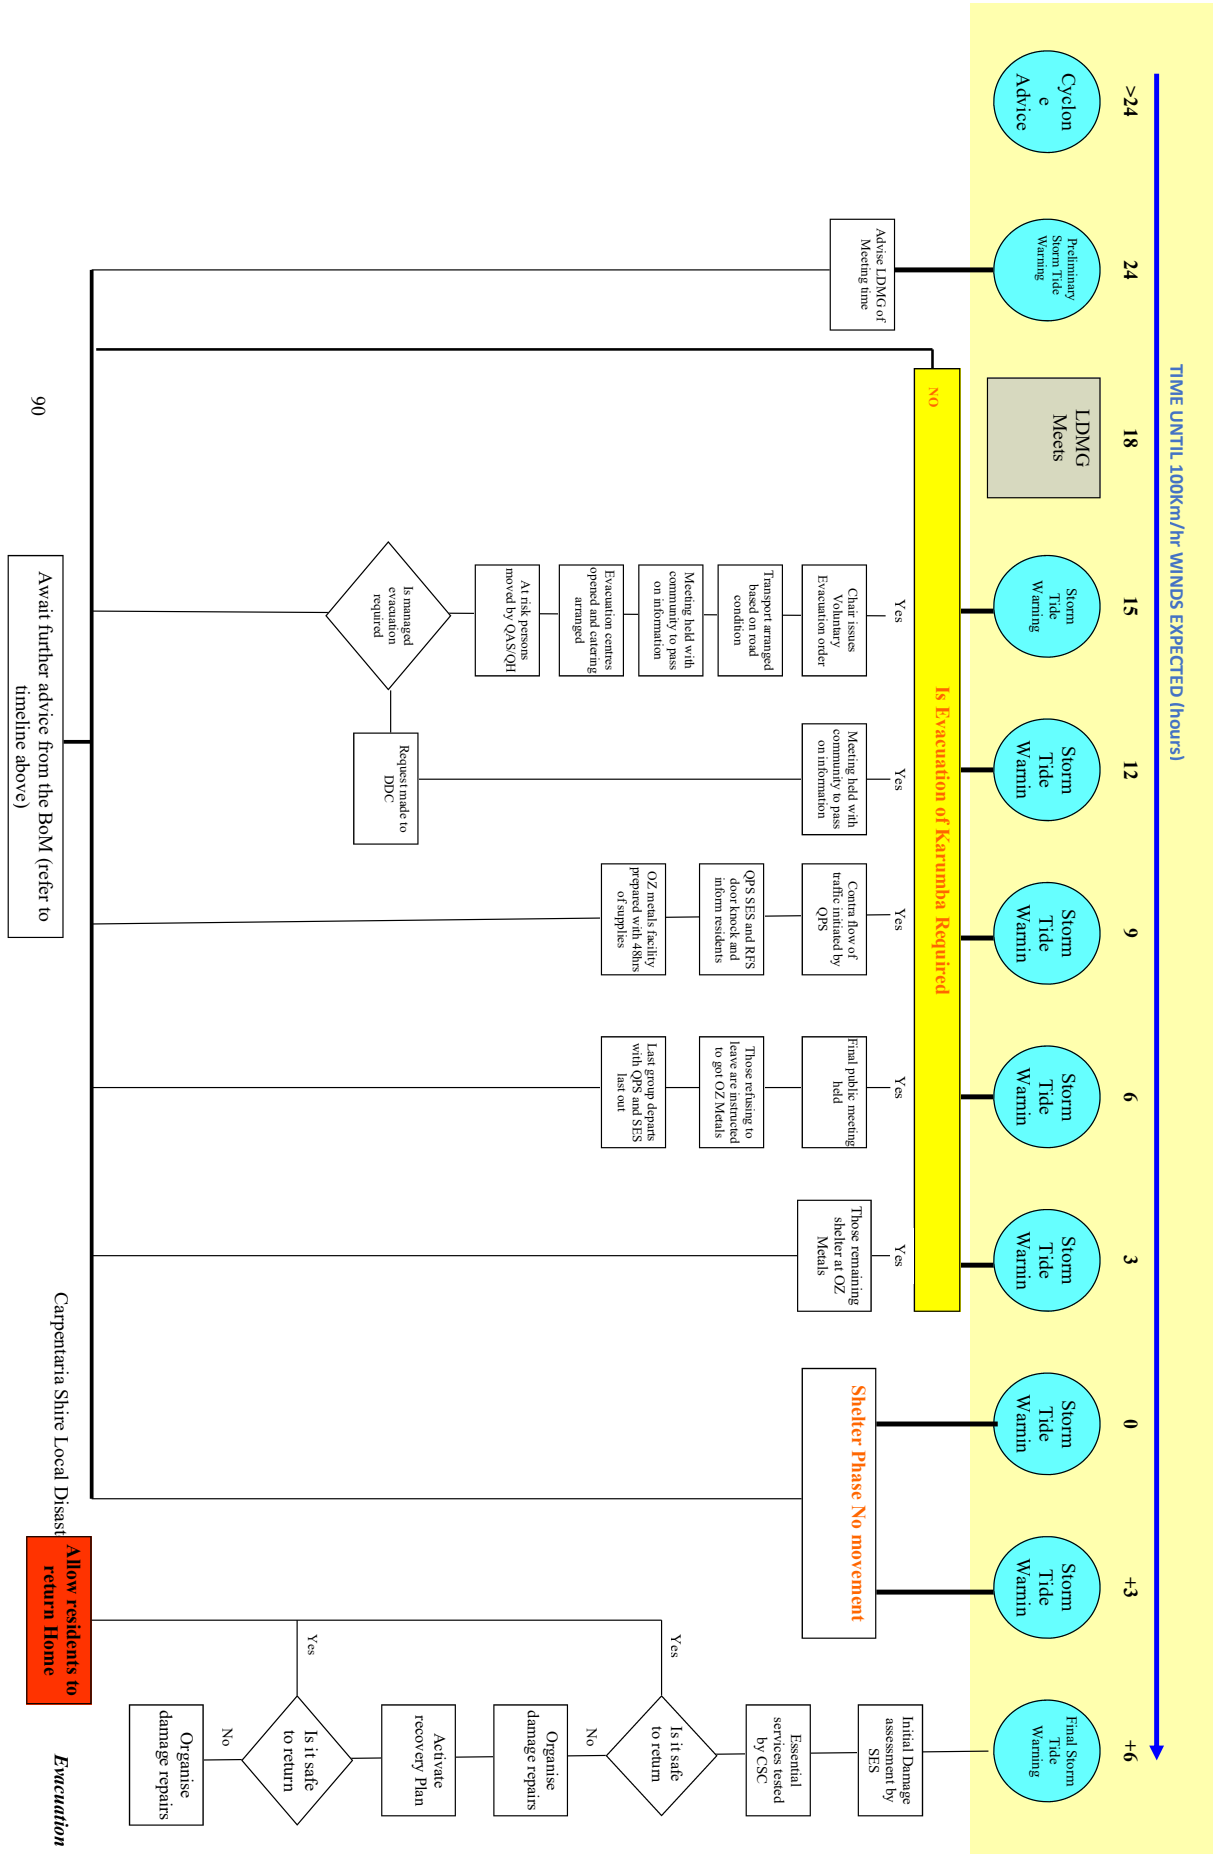 TIME UNTIL 100Km/hr WINDS EXPECTED (hours)
>24
24
18
15
12
9
6
3
0
+3
+6
Cyclon
e
Advice
Preliminary
Storm Tide
Warning
LDMG
Meets
Storm
Tide
Warning
Storm
Tide
Warnin
Storm
Tide
Warnin
Storm
Tide
Warnin
Storm
Tide
Warnin
Storm
Tide
Warnin
Storm
Tide
Warnin
Final Storm
Tide
Warning
Advise LDMG of
Meeting time
NO
Is Evacuation of Karumba Required
Yes
Chair issues
Voluntary
Evacuation order
Transport arranged
based on road
condition
Meeting held with
community to pass
on information
Evacuation centres
opened and catering
arranged
At risk persons
moved by QAS/QH
Is managed
evacuation
required
Yes
Meeting held with
community to pass
on information
Request made to
DDC
Yes
Contra flow of
traffic initiated by
QPS
QPS SES and RFS
door knock and
inform residents
OZ metals facility
prepared with 48hrs
of supplies
Yes
Final public meeting
held
Those refusing to
leave are instructed
to got OZ Metals
Last group departs
with QPS and SES
last out
Yes
Those remaining
shelter at OZ
Metals
Shelter Phase No movement
Initial Damage
assessment by
SES
Essential
services tested
by CSC
Is it safe
to return
Yes
No
Organise
damage repairs
Activate
recovery Plan
Is it safe
to return
Yes
No
Organise
damage repairs
Allow residents to
return Home
Await further advice from the BoM (refer to
timeline above)
90
Carpentaria Shire Local Disast
Evacuation